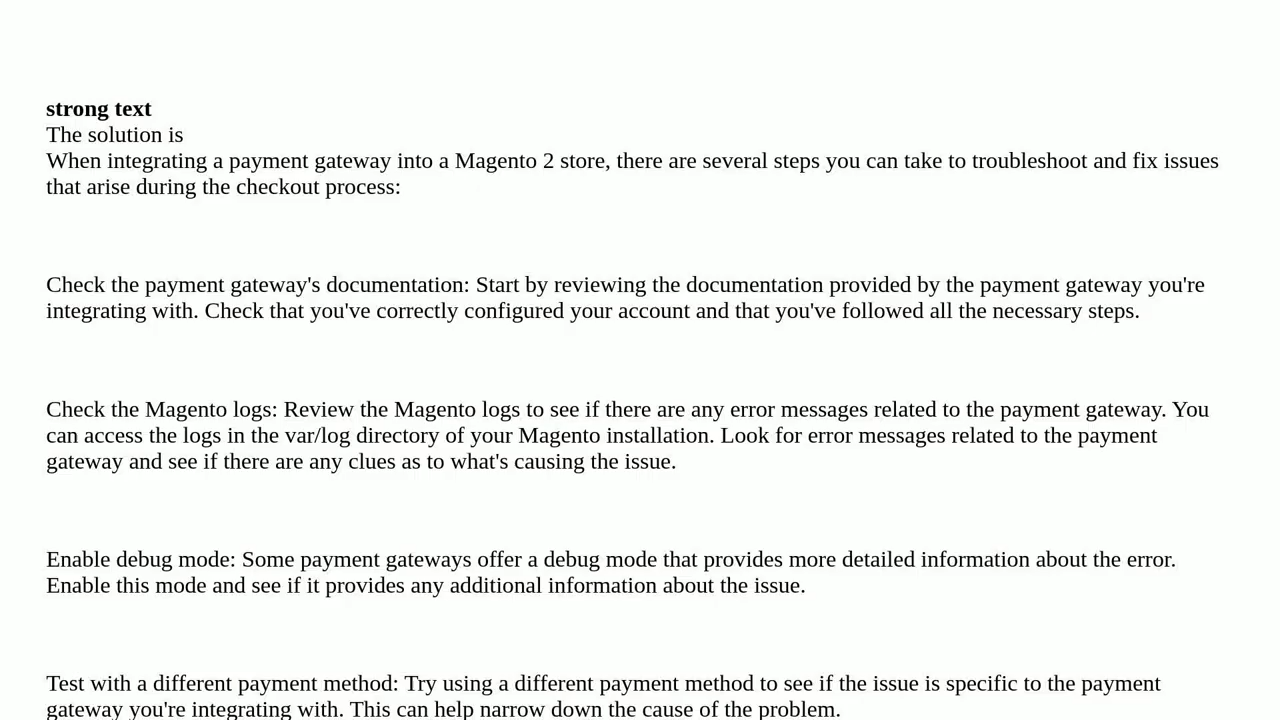 strong text
The solution is
When integrating a payment gateway into a Magento 2 store, there are several steps you can take to troubleshoot and fix issues
that arise during the checkout process:
Check the payment gateway's documentation: Start by reviewing the documentation provided by the payment gateway you're
integrating with. Check that you've correctly configured your account and that you've followed all the necessary steps.
Check the Magento logs: Review the Magento logs to see if there are any error messages related to the payment gateway. You
can access the logs in the var/log directory of your Magento installation. Look for error messages related to the payment
gateway and see if there are any clues as to what's causing the issue.
Enable debug mode: Some payment gateways offer a debug mode that provides more detailed information about the error.
Enable this mode and see if it provides any additional information about the issue.
Test with a different payment method: Try using a different payment method to see if the issue is specific to the payment
gateway you're integrating with. This can help narrow down the cause of the problem.